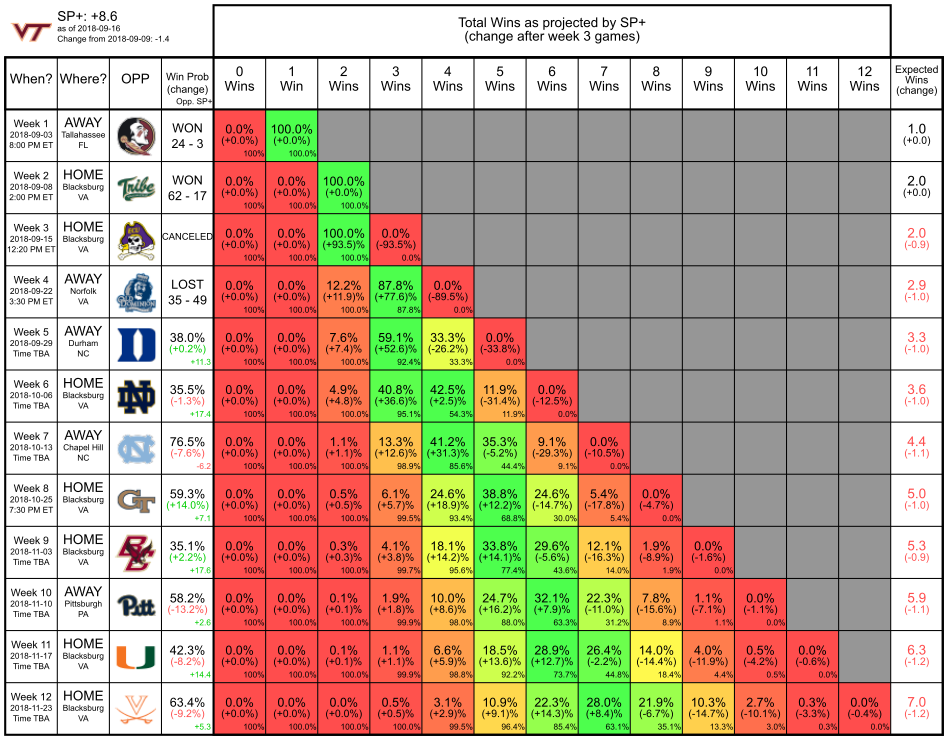 VT
SP+: +8.6
as of 2018-09-16
Change from 2018-09-09: -1.4
Total Wins as projected by SP+
(change after week 3 games)
When? Where? OPP Win Prob (change) Opp. SP+ 0 Wins 1 Wins 2 Wins 3 Wins 4 Wins 5 Wins 6 Wins 7 Wins 8 Wins 9 Wins 10 Wins 11 Wins 12 Wins Expected Wins (change)
Week 1 AWAY WON 0.0% 100.0% 1.0
2018-09-03 Tallahassee 24 - 3 (+0.0%) (+0.0%) (+0.0)
8:00 PM ET FL 100% 100.0%
Week 2 HOME Tribe WON 0.0% 0.0% 100.0% 2.0
2018-09-08 Blacksburg 62 - 17 (+0.0%) (+0.0%) (+0.0%) (+0.0)
2:00 PM ET VA 100% 100% 100.0%
Week 3 HOME ECU CANCELED 0.0% 0.0% 100.0% 0.0% 2.0
2018-09-15 Blacksburg (+0.0%) (+0.0%) (+93.5)% (-93.5%) (-0.9)
12:20 PM ET VA 100% 100% 100.0% 0.0%
Week 4 AWAY OLD DOMINION LOST 0.0% 0.0% 12.2% 87.8% 0.0% 2.9
2018-09-22 Norfolk 35 - 49 (+0.0%) (+0.0%) (+11.9)% (+77.6)% (-89.5%) (-1.0)
3:30 PM ET VA 100% 100% 100.0% 87.8% 0.0%
Week 5 AWAY D 38.0% 0.0% 0.0% 7.6% 59.1% 33.3% 0.0% 3.3
2018-09-29 Durham (+0.2%) (+0.0%) (+0.0%) (+7.4)% (+52.6)% (-26.2)% (-33.8%) (-1.0)
Time TBA NC +11.3 100% 100% 100.0% 92.4% 33.3% 0.0%
Week 6 HOME ND 35.5% 0.0% 0.0% 4.9% 40.8% 42.5% 11.9% 0.0% 3.6
2018-10-06 Blacksburg (-1.3%) (+0.0%) (+0.0%) (+4.8)% (+36.6)% (+2.5)% (-31.4)% (-12.5%) (-1.0)
Time TBA VA +17.4 100% 100% 100.0% 95.1% 54.3% 11.9% 0.0%
Week 7 AWAY NC 76.5% 0.0% 0.0% 1.1% 13.3% 41.2% 35.3% 9.1% 0.0% 4.4
2018-10-13 Chapel Hill (-7.6%) (+0.0%) (+0.0%) (+1.1)% (+12.6)% (+31.3)% (-5.2)% (-29.3)% (-10.5%) (-1.1)
Time TBA NC -6.2 100% 100% 100.0% 98.9% 85.6% 44.4% 9.1% 0.0%
Week 8 HOME GT 59.3% 0.0% 0.0% 0.5% 6.1% 24.6% 38.8% 24.6% 5.4% 0.0% 5.0
2018-10-25 Blacksburg (+14.0%) (+0.0%) (+0.0%) (+0.5)% (+5.7)% (+18.9)% (+12.2)% (-14.7)% (-17.8)% (-4.7%) (-1.0)
7:30 PM ET VA +7.1 100% 100% 100.0% 99.5% 93.4% 68.8% 30.0% 5.4% 0.0%
Week 9 HOME BC 35.1% 0.0% 0.0% 0.3% 4.1% 18.1% 33.8% 29.6% 12.1% 1.9% 0.0% 5.3
2018-11-03 Blacksburg (+2.2%) (+0.0%) (+0.0%) (+0.3)% (+3.8)% (+14.2)% (+14.1)% (-5.6)% (-16.3)% (-8.9)% (-1.6%) (-0.9)
Time TBA VA +17.6 100% 100% 100.0% 99.7% 95.6% 77.4% 43.6% 14.0% 1.9% 0.0%
Week 10 AWAY Pitt 58.2% 0.0% 0.0% 0.1% 1.9% 10.0% 24.7% 32.1% 22.3% 7.8% 1.1% 0.0% 5.9
2018-11-10 Pittsburgh (-13.2%) (+0.0%) (+0.0%) (+0.1)% (+1.8)% (+8.6)% (+16.2)% (+7.9)% (-11.0)% (-15.6)% (-7.1)% (-1.1%) (-1.1)
Time TBA PA +2.6 100% 100% 100.0% 99.9% 98.0% 88.0% 63.3% 31.2% 8.9% 1.1% 0.0%
Week 11 HOME U 42.3% 0.0% 0.0% 0.1% 1.1% 6.6% 18.5% 28.9% 26.4% 14.0% 4.0% 0.5% 0.0% 6.3
2018-11-17 Blacksburg (-8.2%) (+0.0%) (+0.0%) (+0.1)% (+1.1)% (+5.9)% (+13.6)% (+12.7)% (-2.2)% (-14.4)% (-11.9)% (-4.2)% (-0.6%) (-1.2)
Time TBA VA +14.4 100% 100% 100.0% 99.9% 98.8% 92.2% 73.7% 44.8% 18.4% 4.4% 0.5% 0.0%
Week 12 HOME V 63.4% 0.0% 0.0% 0.0% 0.5% 3.1% 10.9% 22.3% 28.0% 21.9% 10.3% 2.7% 0.3% 0.0% 7.0
2018-11-23 Blacksburg (-9.2%) (+0.0%) (+0.0%) (+0.0)% (+0.5)% (+2.9)% (+9.1)% (+14.3)% (+8.4)% (-6.7)% (-14.7)% (-10.1)% (-3.3)% (-0.4%) (-1.2)
Time TBA VA +5.3 100% 100% 100.0% 100.0% 99.5% 96.4% 85.4% 63.1% 35.1% 13.3% 3.0% 0.3% 0.0%